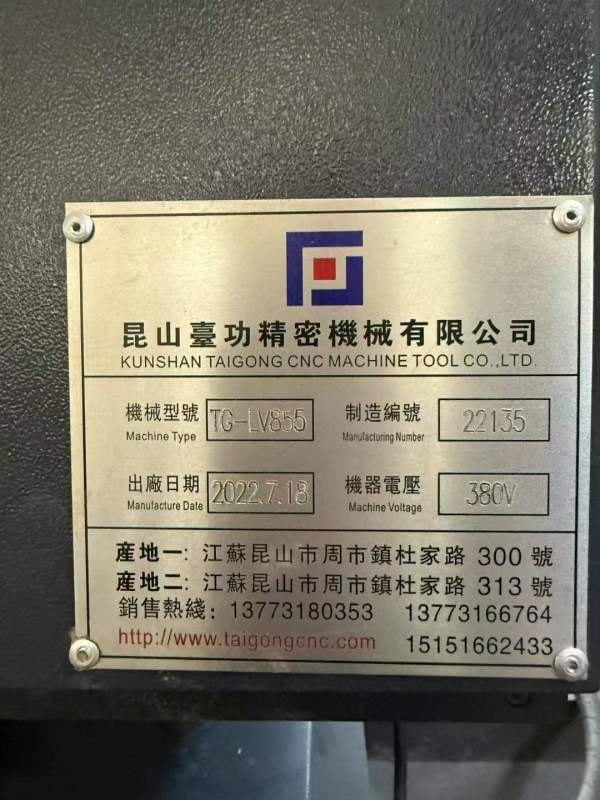 昆山臺功精密機械有限公司
KUNSHAN TAIGONG CNC MACHINE TOOL CO.,LTD.
機械型號 TG-LV855 制造編號 22135
Machine Type Manufacturing Number
出廠日期 2022.7.18 機器電壓 380V
Manufacture Date Machine Voltage
產地一: 江蘇昆山市周市鎮杜家路 300 號
產地二: 江蘇昆山市周市鎮杜家路 313 號
銷售熱綫: 13773180353 13773166764
http://www.taigongcnc.com 15151662433